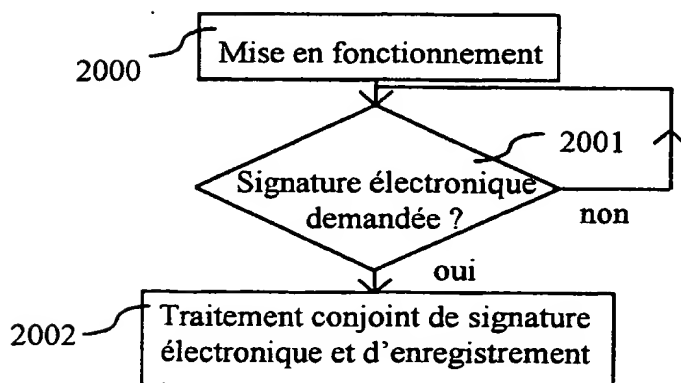 2000
Mise en fonctionnement
2001
Signature électronique
demandée ?
non
oui
2002
Traitement conjoint de signature
électronique et d'enregistrement